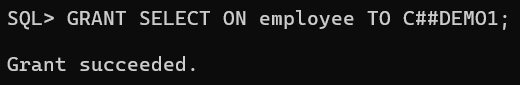 SQL> GRANT SELECT ON employee TO C##DEMO1;
Grant succeeded.